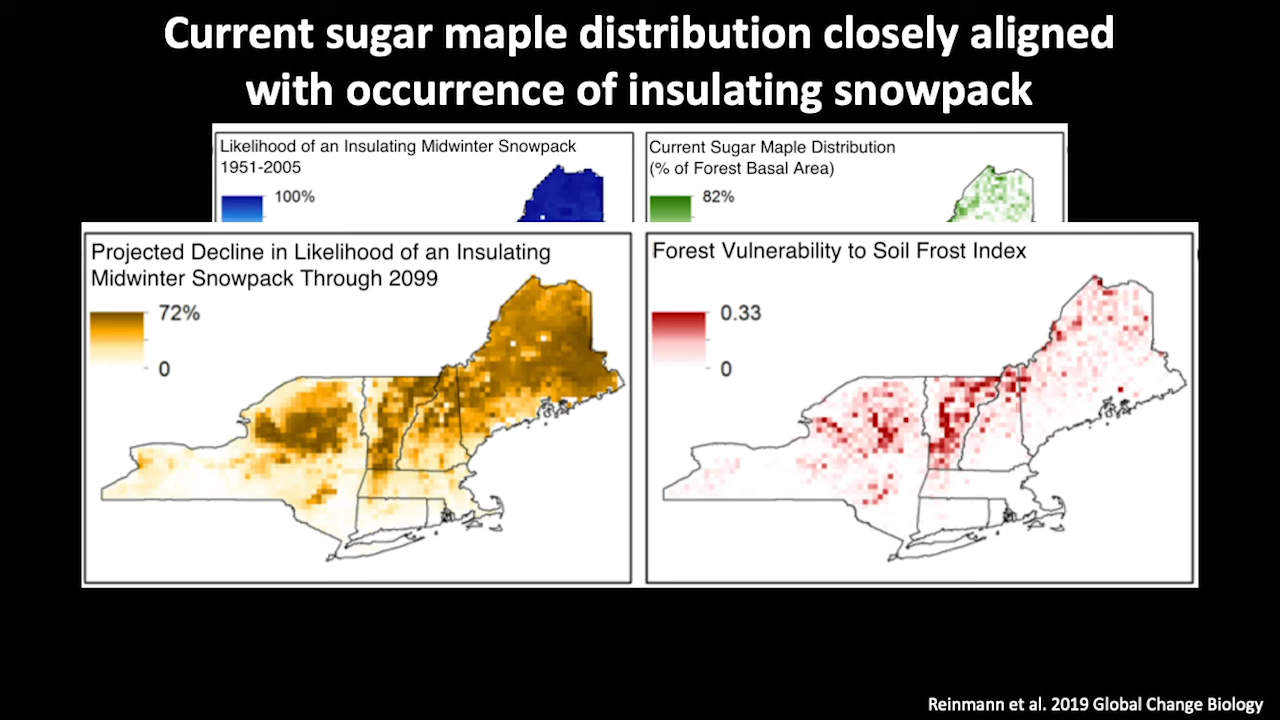 Current sugar maple distribution closely aligned
with occurrence of insulating snowpack
Likelihood of an Insulating Midwinter Snowpack
1951-2005
100%
Current Sugar Maple Distribution
(% of Forest Basal Area)
82%
Projected Decline in Likelihood of an Insulating
Midwinter Snowpack Through 2099
72%
0
Forest Vulnerability to Soil Frost Index
0.33
0
Reinmann et al. 2019 Global Change Biology